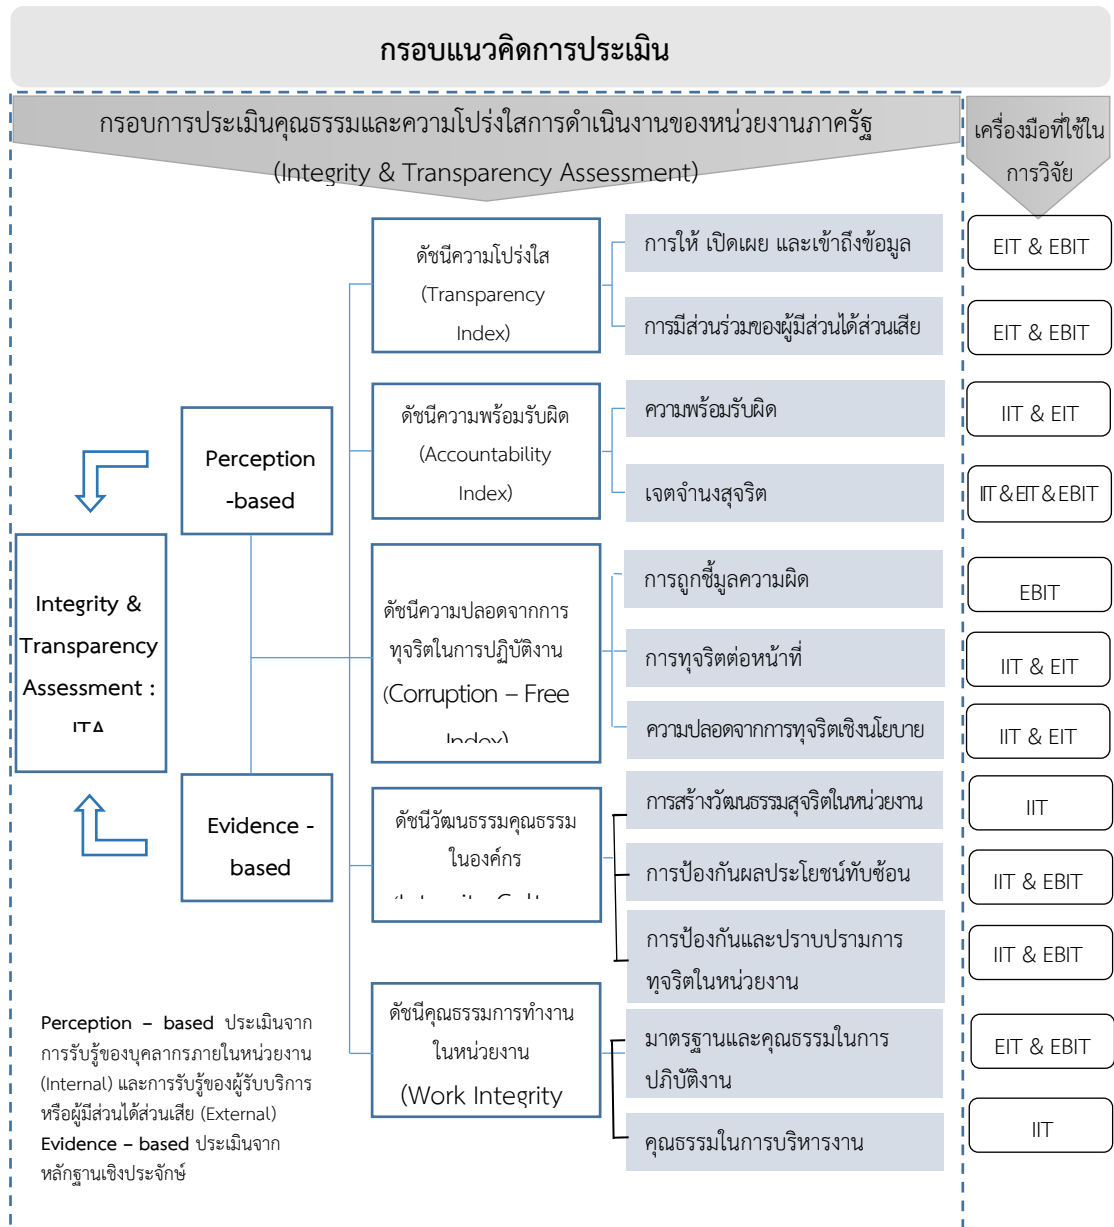 กรอบแนวคิดการประเมิน
กรอบการประเมินคุณธรรมและความโปร่งใสการดำเนินงานของหน่วยงานภาครัฐ
(Integrity & Transparency Assessment)
เครื่องมือที่ใช้ใน
การวิจัย
ดัชนีความโปร่งใส
(Transparency
Index)
การให้ เปิดเผย และเข้าถึงข้อมูล
EIT & EBIT
การมีส่วนร่วมของผู้มีส่วนได้ส่วนเสีย
EIT & EBIT
ดัชนีความพร้อมรับผิด
(Accountability
Index)
ความพร้อมรับผิด
IIT & EIT
เจตจำนงสุจริต
IIT & EIT & EBIT
Perception
-based
Integrity &
Transparency
Assessment :
ITA
ดัชนีความปลอดจากการ
ทุจริตในการปฏิบัติงาน
(Corruption – Free
Index)
การถูกชี้มูลความผิด
EBIT
การทุจริตต่อหน้าที่
IIT & EIT
ความปลอดจากการทุจริตเชิงนโยบาย
IIT & EIT
Evidence -
based
ดัชนีวัฒนธรรมคุณธรรม
ในองค์กร
การสร้างวัฒนธรรมสุจริตในหน่วยงาน
IIT
การป้องกันผลประโยชน์ทับซ้อน
IIT & EBIT
การป้องกันและปราบปรามการ
ทุจริตในหน่วยงาน
IIT & EBIT
ดัชนีคุณธรรมการทำงาน
ในหน่วยงาน
(Work Integrity
มาตรฐานและคุณธรรมในการ
ปฏิบัติงาน
EIT & EBIT
คุณธรรมในการบริหารงาน
IIT
Perception – based ประเมินจาก
การรับรู้ของบุคลากรภายในหน่วยงาน
(Internal) และการรับรู้ของผู้รับบริการ
หรือผู้มีส่วนได้ส่วนเสีย (External)
Evidence – based ประเมินจาก
หลักฐานเชิงประจักษ์